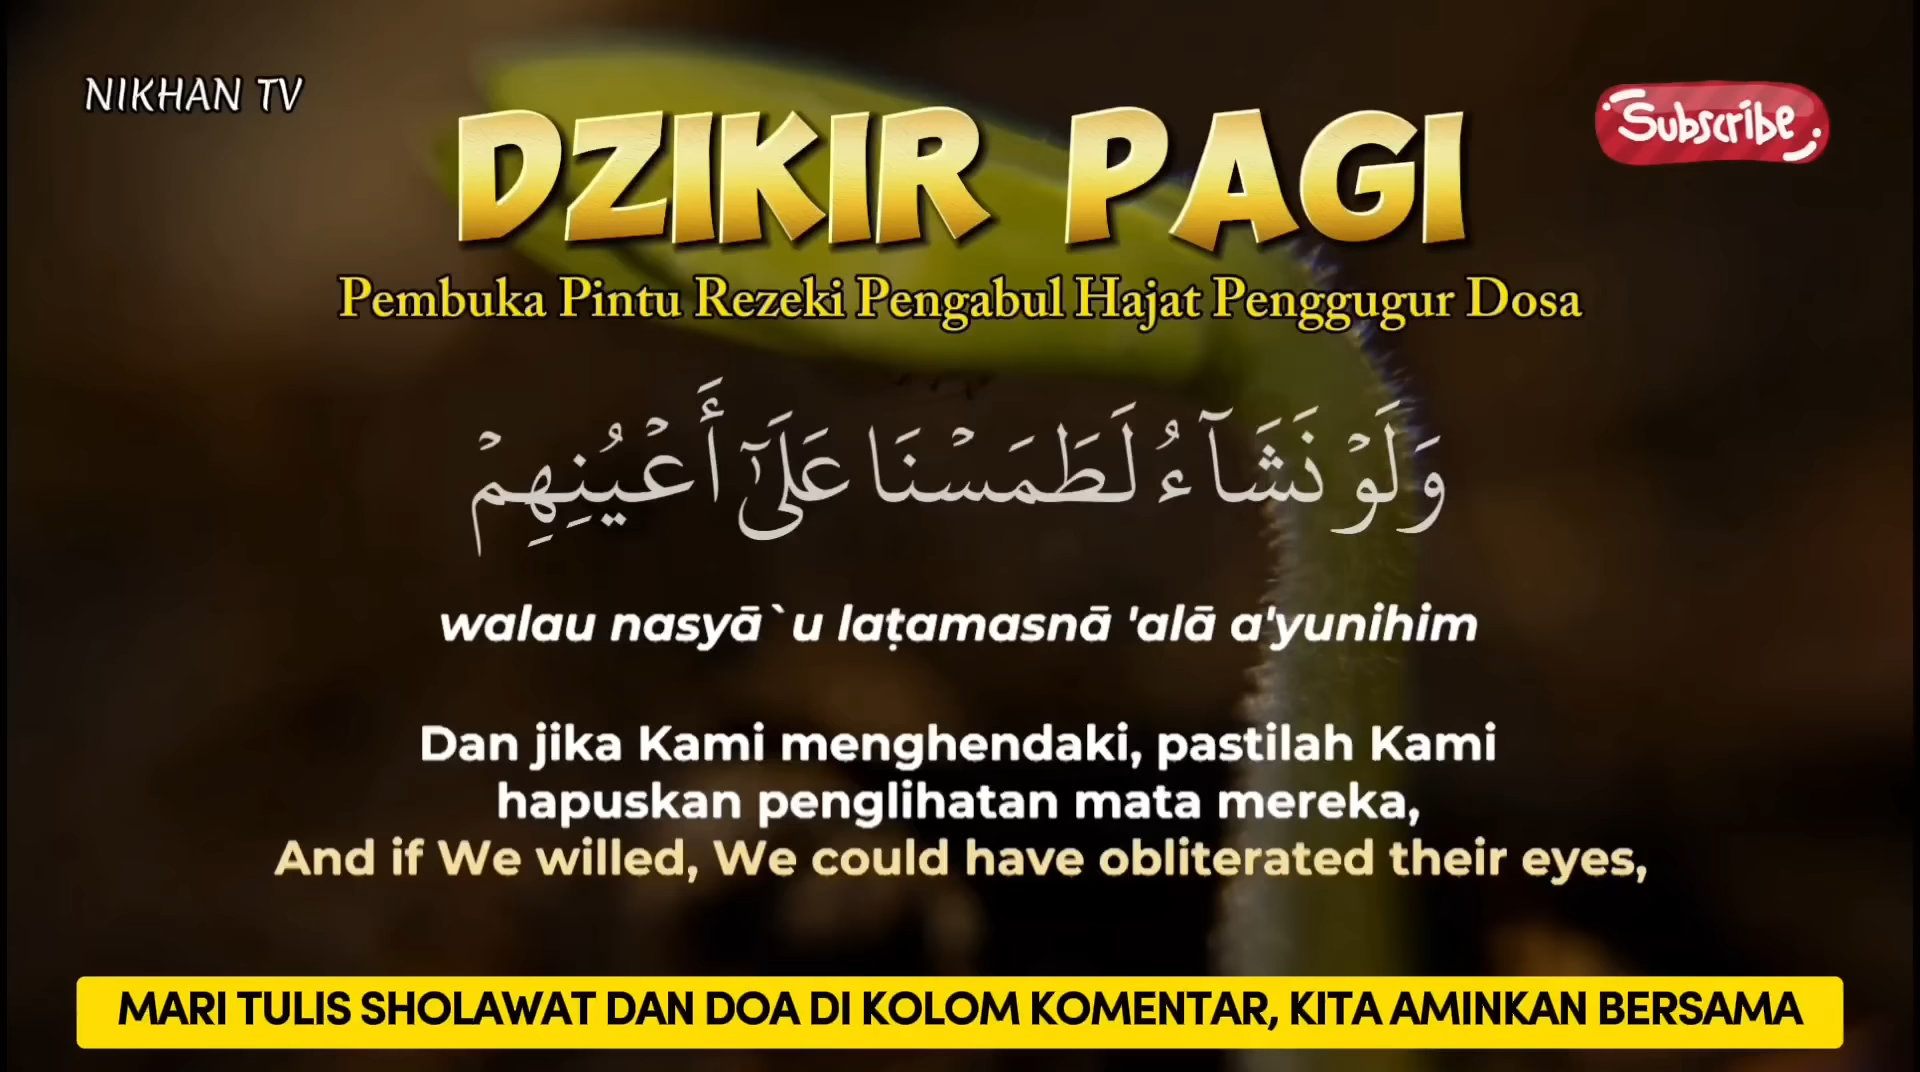 NIKHAN TV
Subscribe
DZIKIR PAGI
Pembuka Pintu Rezeki Pengabul Hajat Penggugur Dosa
وَلَوْ نَشَآءُ لَطَمَسْنَا عَلَىٰٓ أَعْيُنِهِمْ
walau nasyā`u laṭamasnā 'alā a'yunihim
Dan jika Kami menghendaki, pastilah Kami
hapuskan penglihatan mata mereka,
And if We willed, We could have obliterated their eyes,
MARI TULIS SHOLAWAT DAN DOA DI KOLOM KOMENTAR, KITA AMINKAN BERSAMA